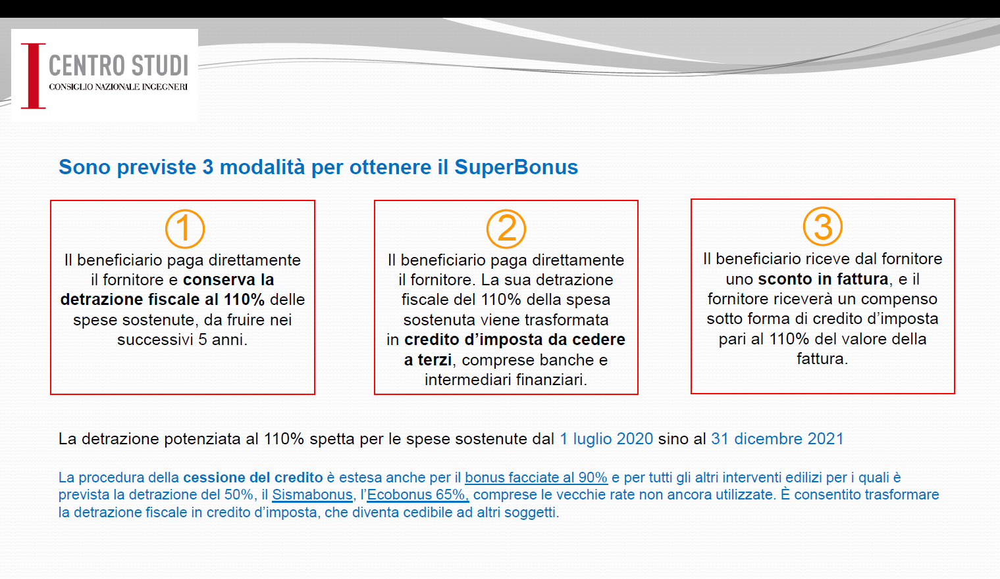 CENTRO STUDI
CONSIGLIO NAZIONALE INGEGNERI
Sono previste 3 modalità per ottenere il SuperBonus
1
Il beneficiario paga direttamente
il fornitore e conserva la
detrazione fiscale al 110% delle
spese sostenute, da fruire nei
successivi 5 anni.
2
Il beneficiario paga direttamente
il fornitore. La sua detrazione
fiscale del 110% della spesa
sostenuta viene trasformata
in credito d’imposta da cedere
a terzi, comprese banche e
intermediari finanziari.
3
Il beneficiario riceve dal fornitore
uno sconto in fattura, e il
fornitore riceverà un compenso
sotto forma di credito d’imposta
pari al 110% del valore della
fattura.
La detrazione potenziata al 110% spetta per le spese sostenute dal 1 luglio 2020 sino al 31 dicembre 2021
La procedura della cessione del credito è estesa anche per il bonus facciate al 90% e per tutti gli altri interventi edilizi per i quali è
prevista la detrazione del 50%, il Sismabonus, l’Ecobonus 65%, comprese le vecchie rate non ancora utilizzate. È consentito trasformare
la detrazione fiscale in credito d’imposta, che diventa cedibile ad altri soggetti.